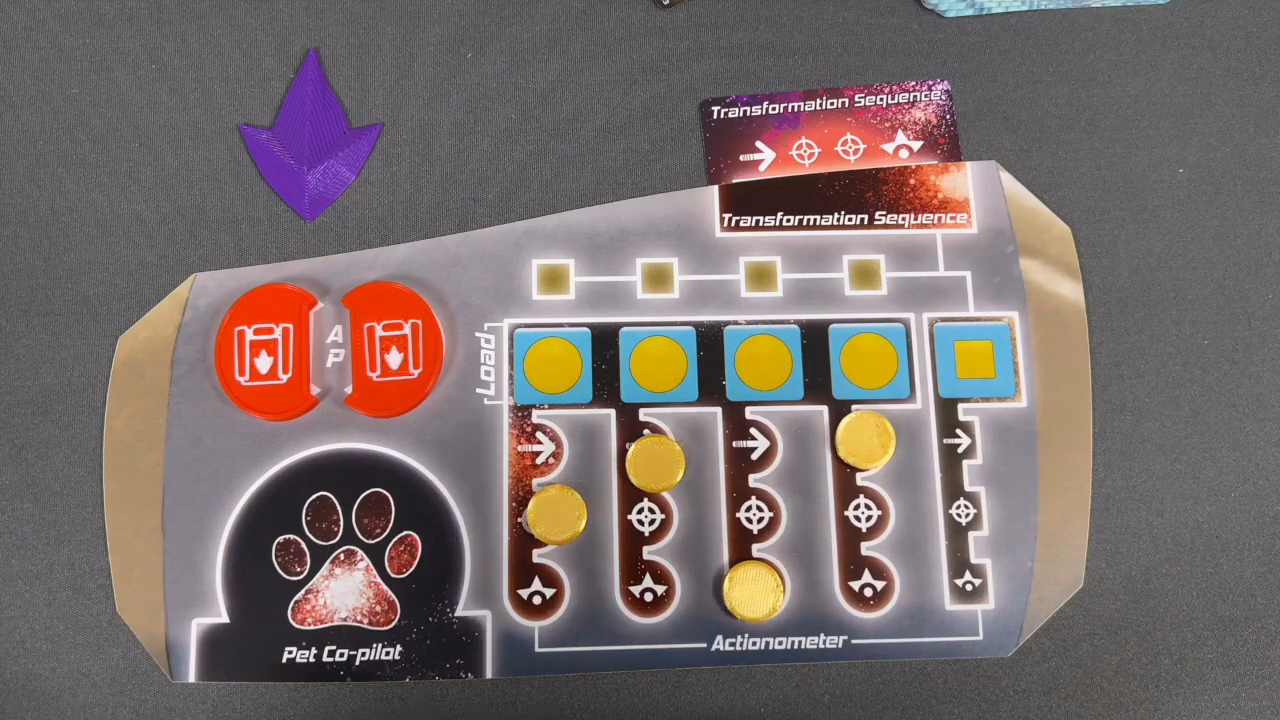 Transformation Sequence
Transformation Sequence
A
P
Load
Actionometer
Pet Co-pilot